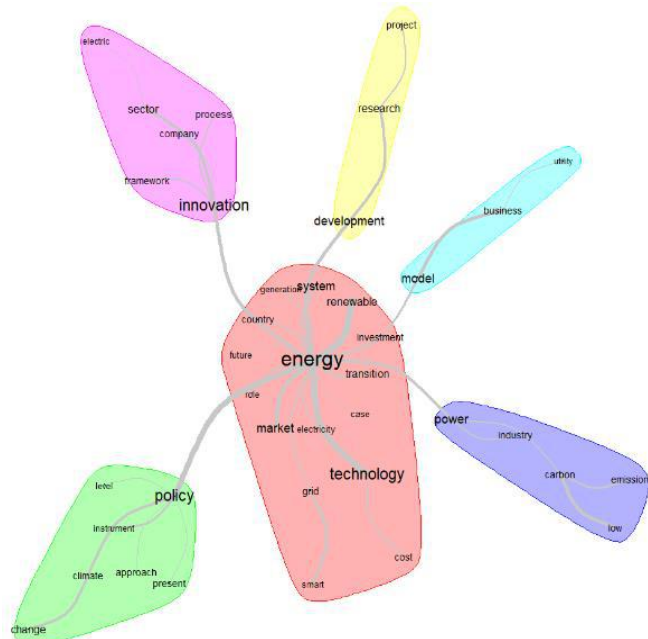 electric
sector
process
company
framework
innovation
project
research
development
utility
business
model
generation
system
renewable
country
investment
future
energy
transition
role
case
market
electricity
technology
grid
cost
smart
power
industry
carbon
emission
low
level
policy
instrument
climate
approach
present
change